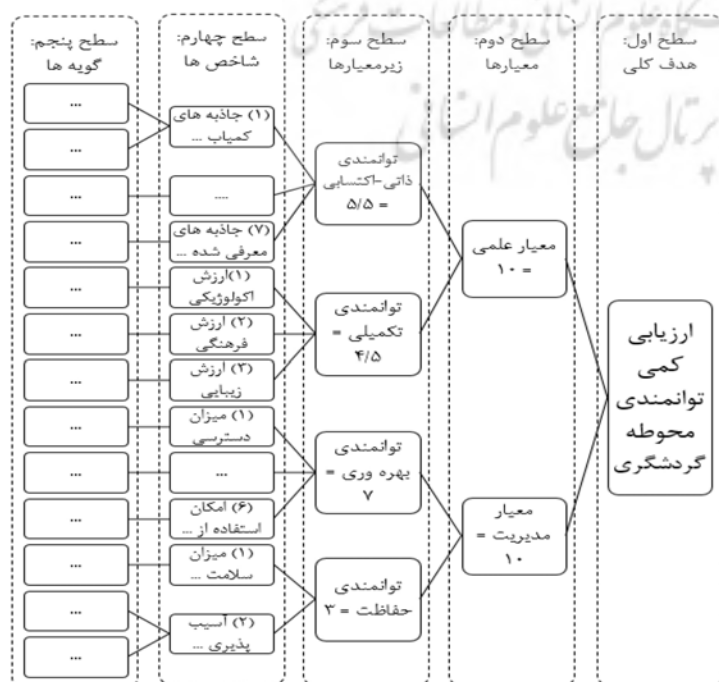 سطح اول:
هدف کلی
سطح دوم:
معیارها
سطح سوم:
زیرمعیارها
سطح چهارم:
شاخص ها
سطح پنجم:
گویه ها
ارزیابی
کمی
توانمندی
محوطه
گردشگری
معیار علمی
= ۱۰
معیار
مدیریت =
۱۰
توانمندی
ذاتی-اکتسابی
= ۵/۵
توانمندی
تکمیلی =
۴/۵
توانمندی
بهره وری =
۷
توانمندی
حفاظت = ۳
(۱) جاذبه های
کمیاب ...
....
(۷) جاذبه های
معرفی شده ...
(۱)ارزش
اکولوژیکی
(۲) ارزش
فرهنگی
(۳) ارزش
زیبایی
(۱) میزان
دسترسی
...
(۶) امکان
استفاده از ...
(۱) میزان
سلامت ...
(۲) آسیب
پذیری ...
...
...
...
...
...
...
...
...
...
...
...
...
...
پرتال جامع علوم انسانی